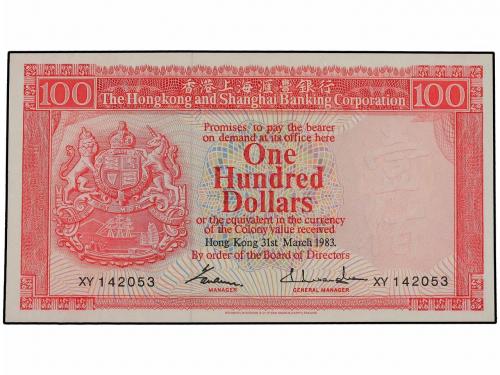 香港上海滙豐銀行
100 100
The Hongkong and Shanghai Banking Corporation
Promises to pay the bearer
on demand at its office here
One
Hundred
Dollars
or the equivalent in the currency
of the Colony value received
Hong Kong 31st March 1983.
By order of the Board of Directors
XY 142053 XY 142053
MANAGER GENERAL MANAGER